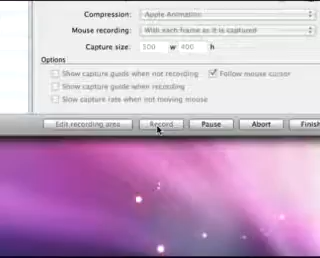 Compression: Apple Animation
Mouse recording: With each frame as it is captured
Capture size: 500 w 400 h
Options
Show capture guide when not recording Follow mouse cursor
Show capture guide when recording
Slow capture rate when not moving mouse
Edit recording area Record Pause Abort Finish